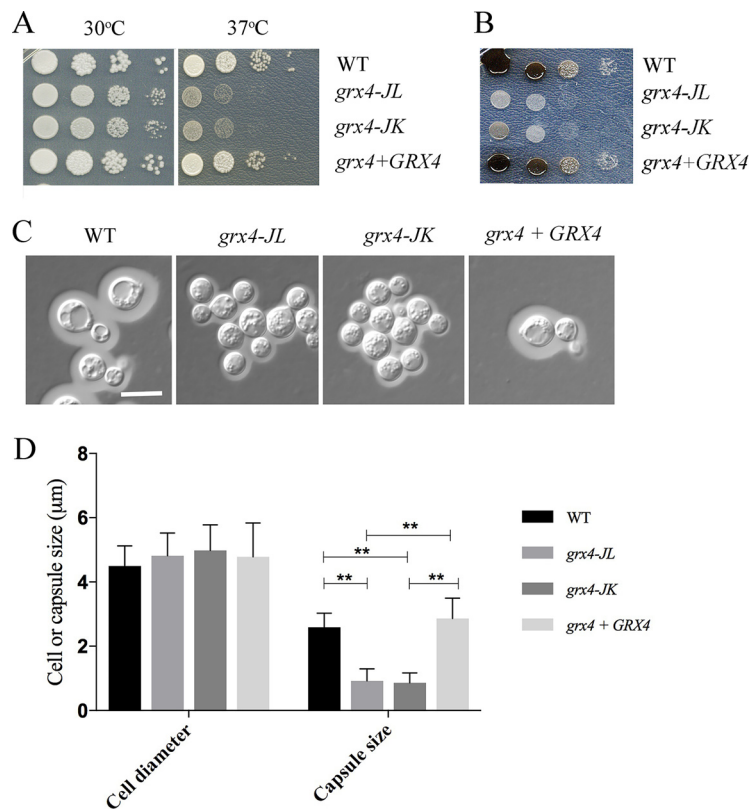 A
30°C 37°C
WT
grx4-JL
grx4-JK
grx4+GRX4
B
WT
grx4-JL
grx4-JK
grx4+GRX4
C
WT grx4-JL grx4-JK grx4 + GRX4
D
Cell or capsule size (μm)
8
6
4
2
0
**
**
** **
Cell diameter
Capsule size
WT
grx4-JL
grx4-JK
grx4 + GRX4